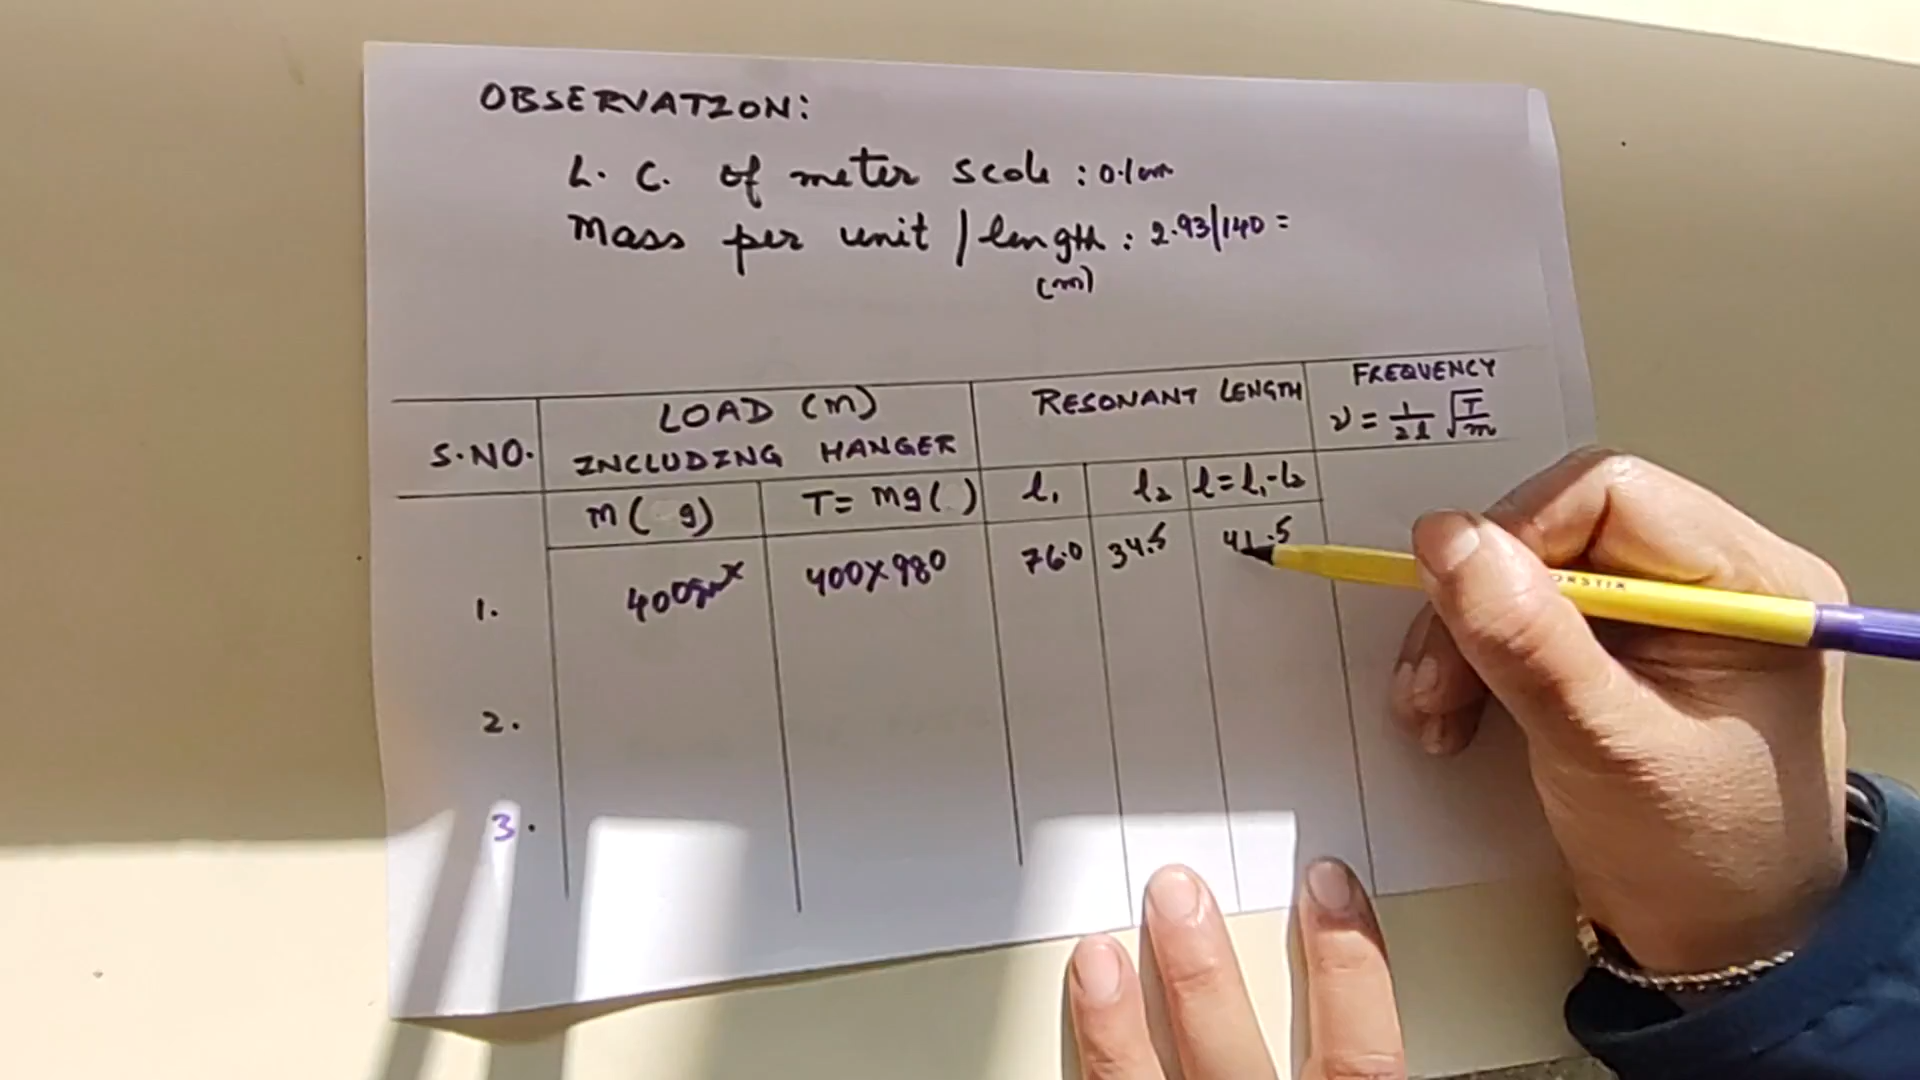 OBSERVATION:
L. C. of meter scale : 0.1cm
Mass per unit / length : 2.93/140 =
(m)
S.NO.
LOAD (M)
INCLUDING HANGER
RESONANT LENGTH
FREQUENCY
ν = 1/2l √T/m
M ( g)
T = Mg ( )
l₁
l₂
l = l₁-l₂
1.
400gm x
400x980
76.0
34.5
41.5
2.
3.